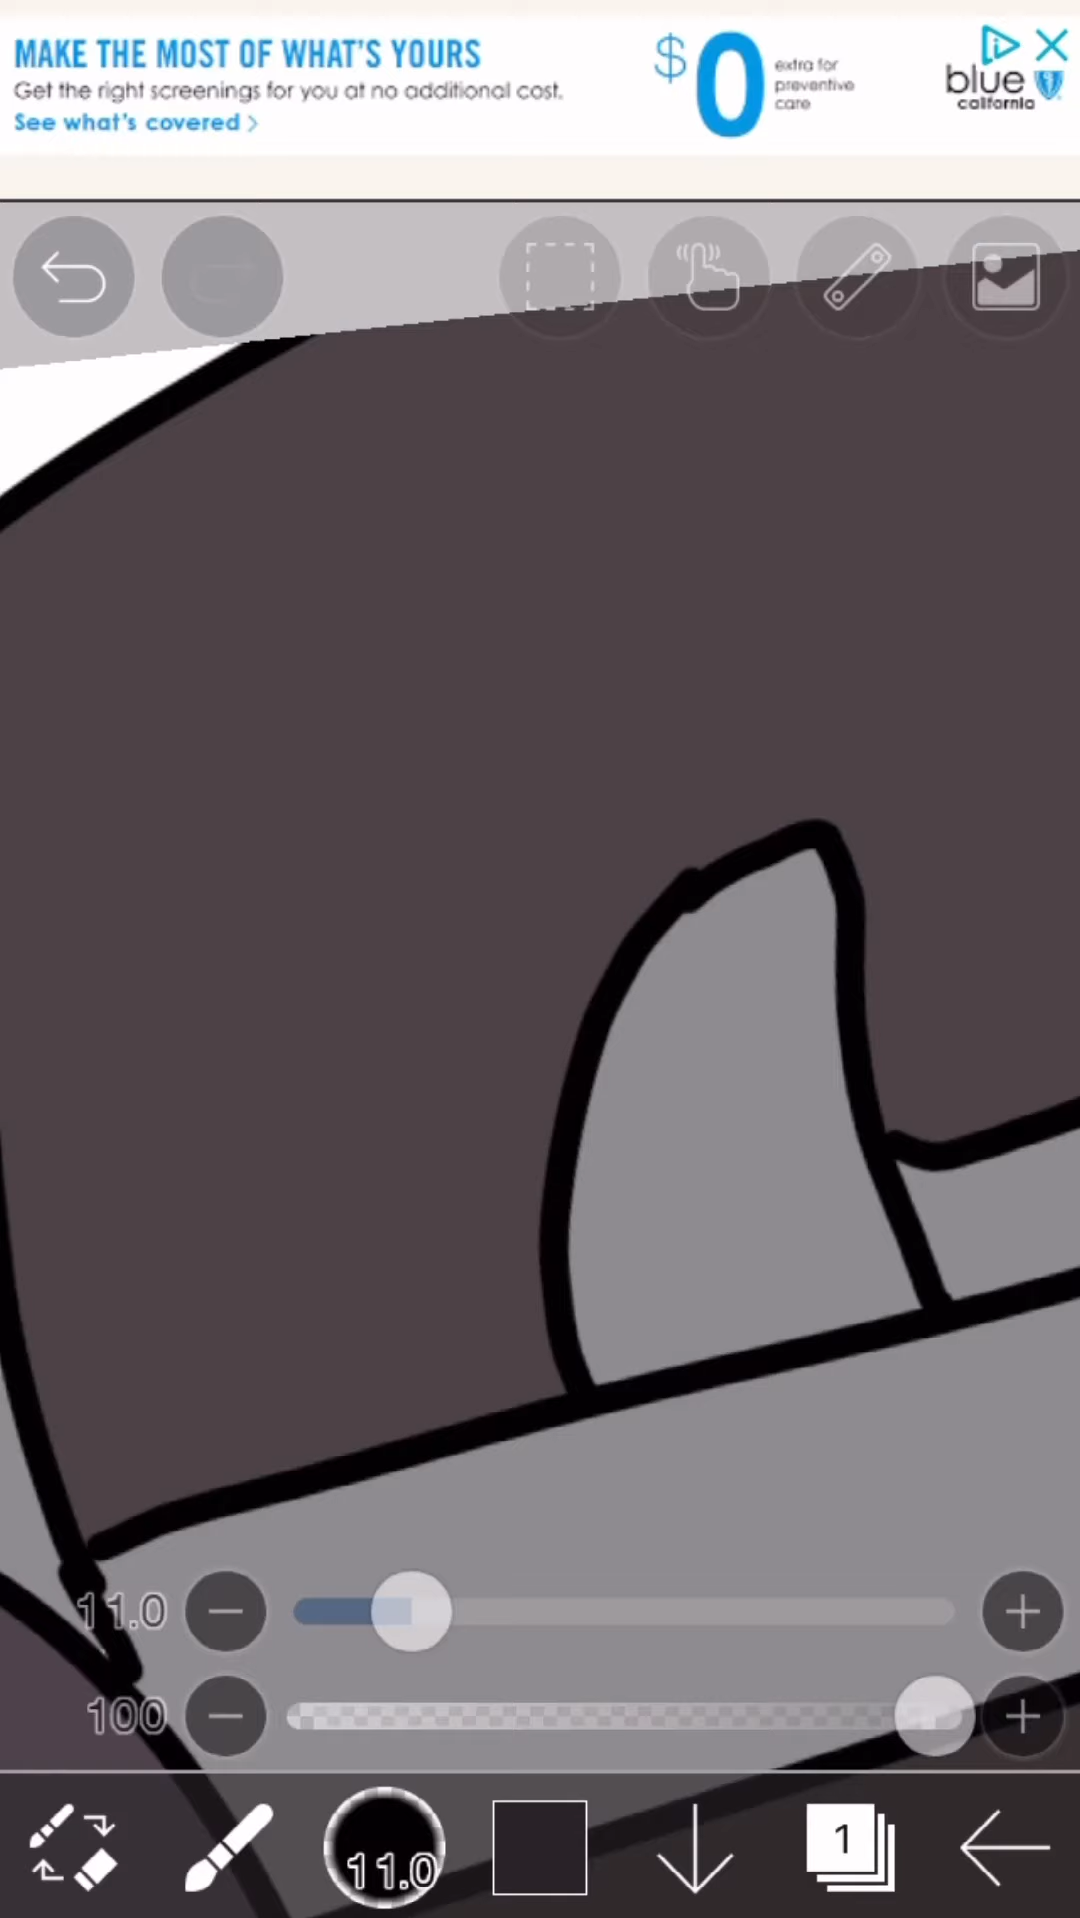 MAKE THE MOST OF WHAT'S YOURS
Get the right screenings for you at no additional cost.
See what's covered >
$0
extra for
preventive
care
blue
california
11.0
100
11.0
1